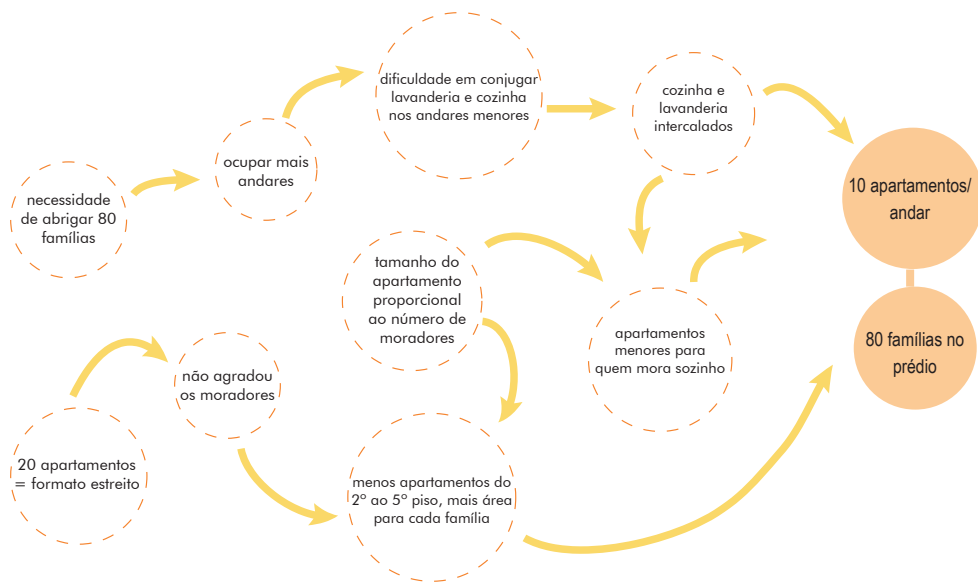 dificuldade em conjugar
lavanderia e cozinha
nos andares menores
cozinha e
lavanderia
intercalados
ocupar mais
andares
necessidade
de abrigar 80
famílias
10 apartamentos/
andar
tamanho do
apartamento
proporcional
ao número de
moradores
apartamentos
menores para
quem mora sozinho
80 famílias no
prédio
não agradou
os moradores
20 apartamentos
= formato estreito
menos apartamentos do
2º ao 5º piso, mais área
para cada família